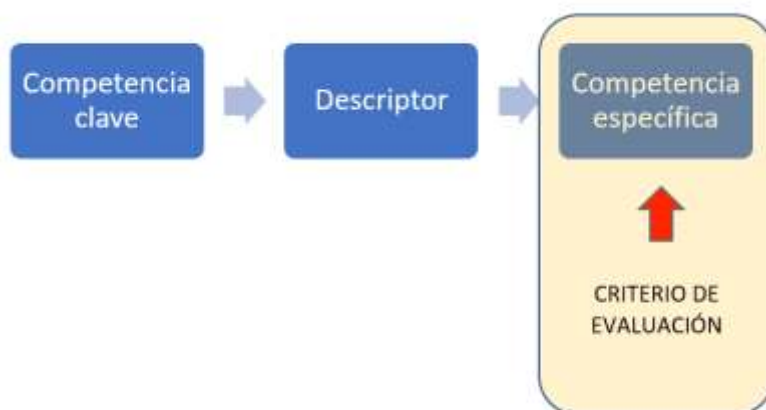 Competencia
clave
Descriptor
Competencia
específica
CRITERIO DE
EVALUACIÓN